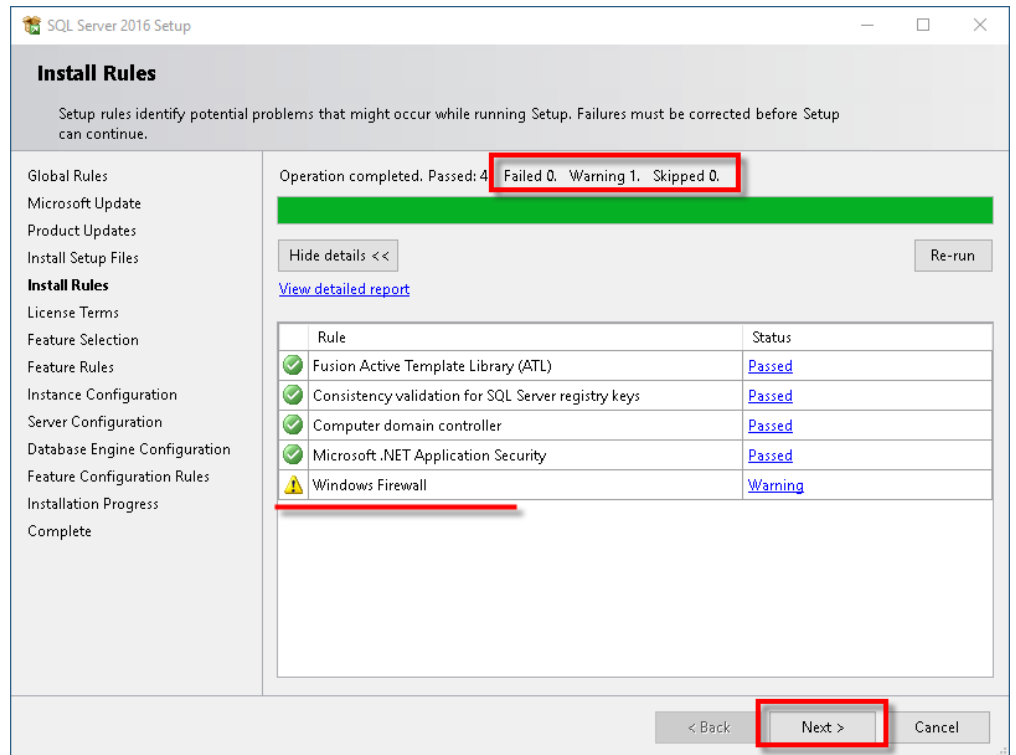 SQL Server 2016 Setup
Install Rules
Setup rules identify potential problems that might occur while running Setup. Failures must be corrected before Setup
can continue.
Global Rules
Microsoft Update
Product Updates
Install Setup Files
Install Rules
License Terms
Feature Selection
Feature Rules
Instance Configuration
Server Configuration
Database Engine Configuration
Feature Configuration Rules
Installation Progress
Complete
Operation completed. Passed: 4 Failed 0. Warning 1. Skipped 0.
Hide details <<
Re-run
View detailed report
Rule Status
Fusion Active Template Library (ATL) Passed
Consistency validation for SQL Server registry keys Passed
Computer domain controller Passed
Microsoft .NET Application Security Passed
Windows Firewall Warning
< Back Next > Cancel